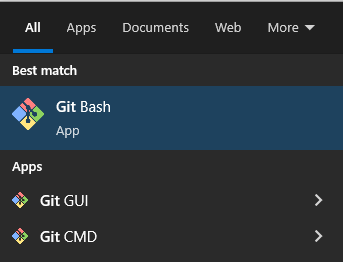 All Apps Documents Web More
Best match
Git Bash
App
Apps
Git GUI
Git CMD